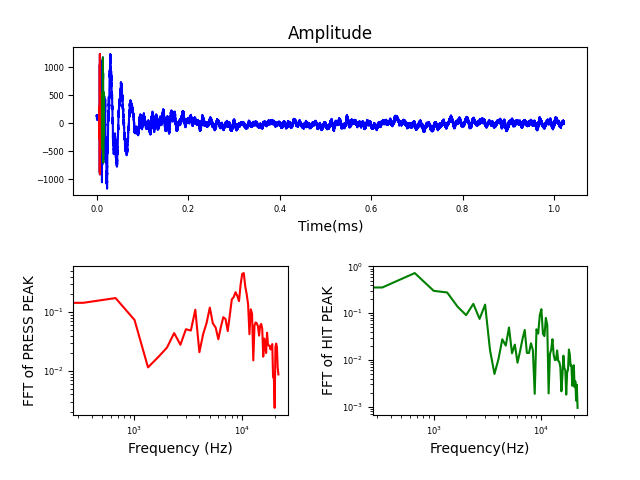 Amplitude
1000
500
0
−500
−1000
0.0 0.2 0.4 0.6 0.8 1.0
Time(ms)
FFT of PRESS PEAK
10⁻¹
10⁻²
10³ 10⁴
Frequency (Hz)
FFT of HIT PEAK
10⁰
10⁻¹
10⁻²
10⁻³
10³ 10⁴
Frequency(Hz)